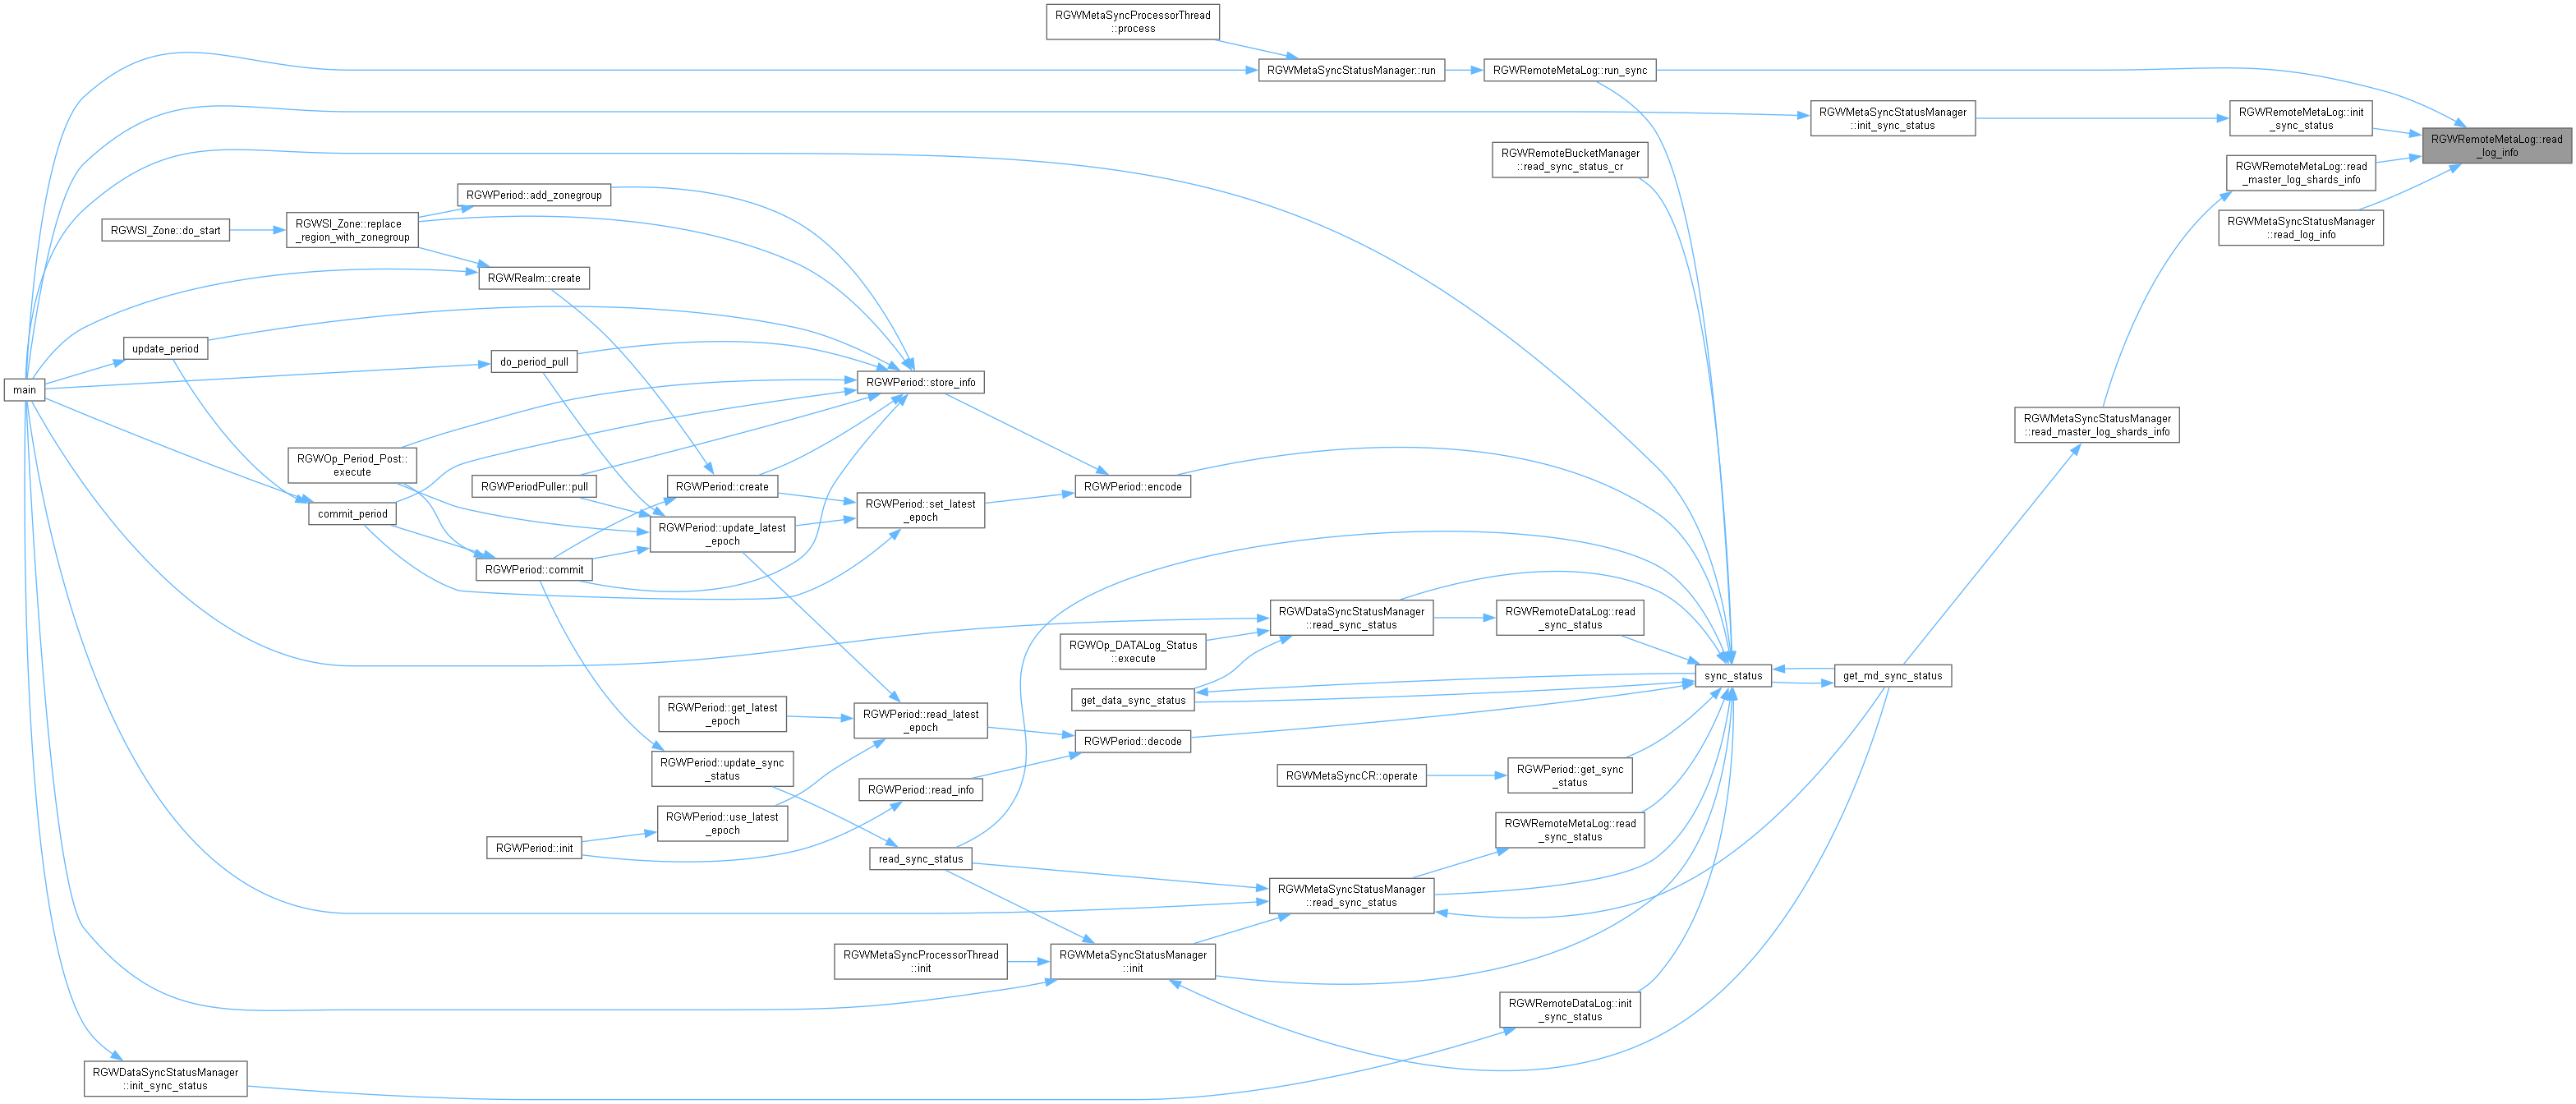 RGWMetaSyncProcessorThread
::process
RGWMetaSyncStatusManager::run
RGWRemoteMetaLog::run_sync
RGWMetaSyncStatusManager
::init_sync_status
RGWRemoteMetaLog::init
_sync_status
RGWRemoteMetaLog::read
_log_info
RGWRemoteBucketManager
::read_sync_status_cr
RGWRemoteMetaLog::read
_master_log_shards_info
RGWPeriod::add_zonegroup
RGWSI_Zone::do_start
RGWSI_Zone::replace
_region_with_zonegroup
RGWMetaSyncStatusManager
::read_log_info
RGWRealm::create
update_period
do_period_pull
main
RGWPeriod::store_info
RGWMetaSyncStatusManager
::read_master_log_shards_info
RGWOp_Period_Post::
execute
RGWPeriodPuller::pull
RGWPeriod::create
RGWPeriod::encode
commit_period
RGWPeriod::set_latest
_epoch
RGWPeriod::update_latest
_epoch
RGWPeriod::commit
RGWDataSyncStatusManager
::read_sync_status
RGWRemoteDataLog::read
_sync_status
RGWOp_DATALog_Status
::execute
sync_status
get_md_sync_status
get_data_sync_status
RGWPeriod::get_latest
_epoch
RGWPeriod::read_latest
_epoch
RGWPeriod::decode
RGWPeriod::update_sync
_status
RGWMetaSyncCR::operate
RGWPeriod::get_sync
_status
RGWPeriod::read_info
RGWPeriod::use_latest
_epoch
RGWRemoteMetaLog::read
_sync_status
RGWPeriod::init
read_sync_status
RGWMetaSyncStatusManager
::read_sync_status
RGWMetaSyncProcessorThread
::init
RGWMetaSyncStatusManager
::init
RGWRemoteDataLog::init
_sync_status
RGWDataSyncStatusManager
::init_sync_status